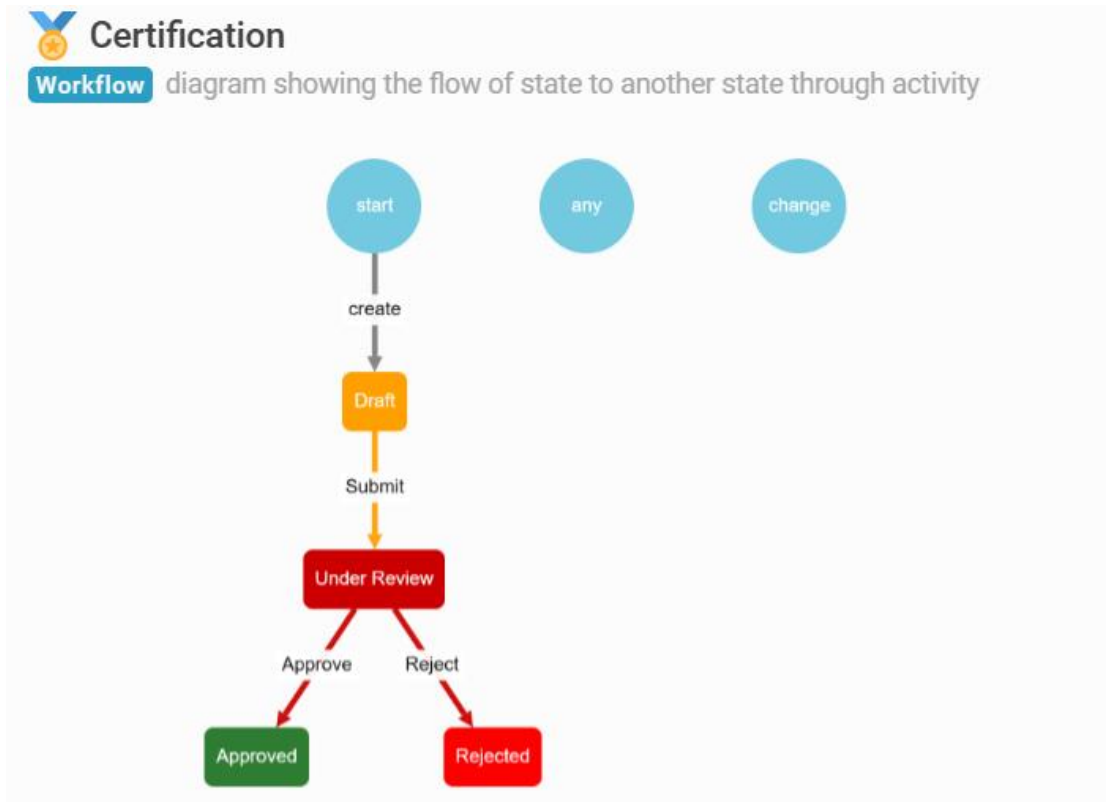 Certification
Workflow diagram showing the flow of state to another state through activity
start any change
create
Draft
Submit
Under Review
Approve Reject
Approved Rejected